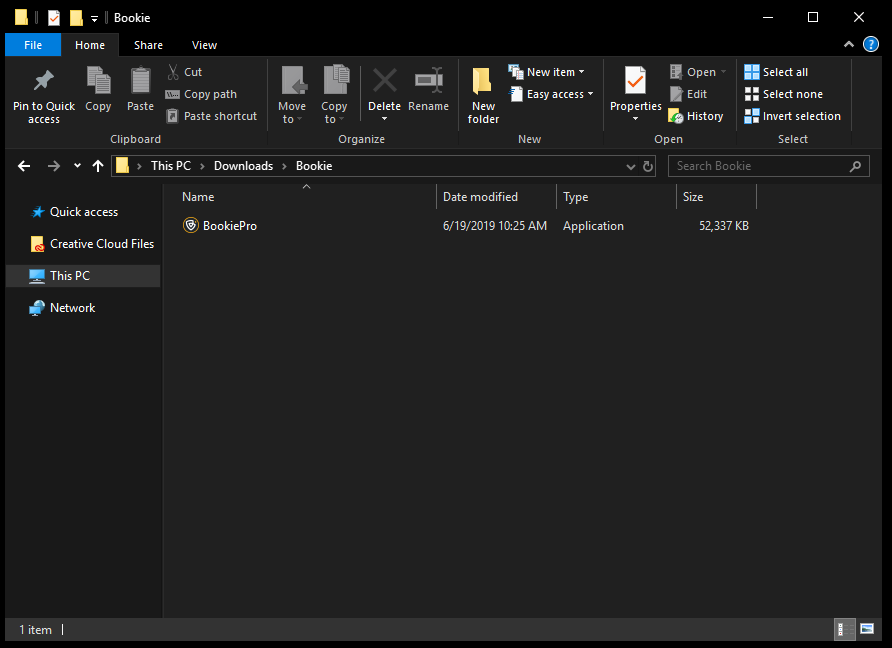 Bookie
File Home Share View
Pin to Quick access
Copy
Paste
Cut
Copy path
Paste shortcut
Clipboard
Move to
Copy to
Delete
Rename
Organize
New folder
New item
Easy access
New
Properties
Open
Edit
History
Open
Select all
Select none
Invert selection
Select
This PC Downloads Bookie
Search Bookie
Quick access
Creative Cloud Files
This PC
Network
Name Date modified Type Size
BookiePro 6/19/2019 10:25 AM Application 52,337 KB
1 item